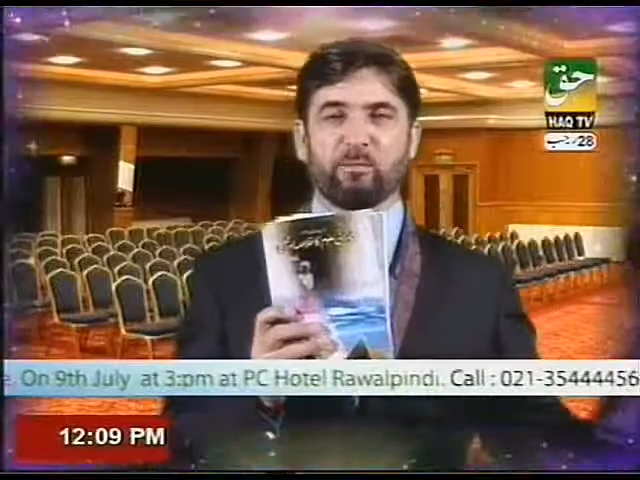 حق
HAQ TV
28 رجب
e. On 9th July at 3:pm at PC Hotel Rawalpindi. Call : 021-35444456
12:09 PM